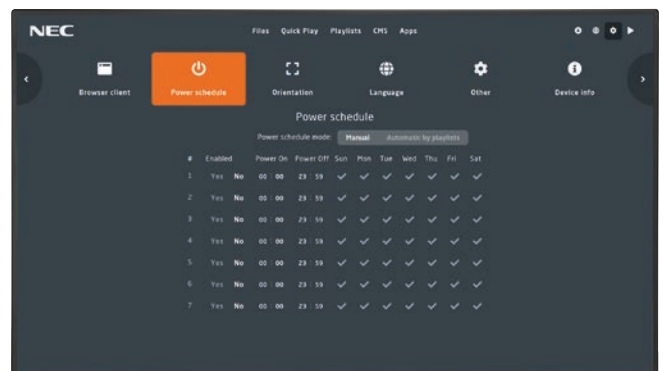 NEC Files Quick Play Playlists CMS Apps
Browser client Power schedule Orientation Language Other Device info
Power schedule
Power schedule mode: Manual Automatic by playlists
# Enabled Power On Power Off Sun Mon Tue Wed Thu Fri Sat
1 Yes No 00 : 00 23 : 59
2 Yes No 00 : 00 23 : 59
3 Yes No 00 : 00 23 : 59
4 Yes No 00 : 00 23 : 59
5 Yes No 00 : 00 23 : 59
6 Yes No 00 : 00 23 : 59
7 Yes No 00 : 00 23 : 59